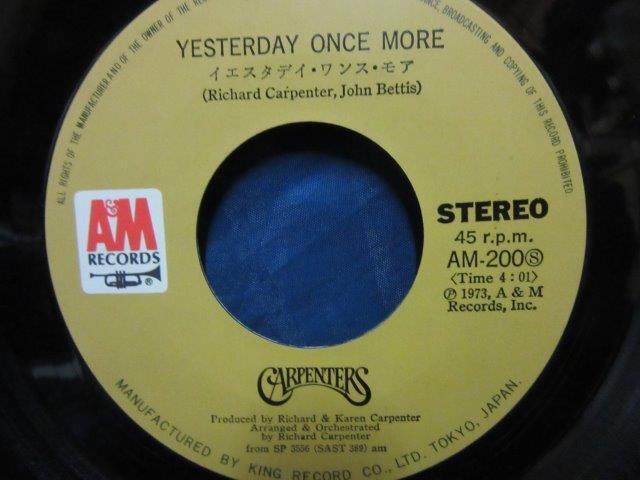 ALL RIGHTS OF THE MANUFACTURER AND OF THE OWNER OF THE REC
ANCE, BROADCASTING AND COPYING OF THIS RECORD PROHIBITED
YESTERDAY ONCE MORE
イエスタデイ・ワンス・モア
(Richard Carpenter, John Bettis)
A&M
RECORDS
®
STEREO
45 r.p.m.
AM-200Ⓢ
〈Time 4:01〉
Ⓟ 1973, A & M
Records, Inc.
CARPENTERS
Produced by Richard & Karen Carpenter
Arranged & Orchestrated
by Richard Carpenter
from SP 3556 (SAST 389) am
MANUFACTURED BY KING RECORD CO., LTD. TOKYO, JAPAN.